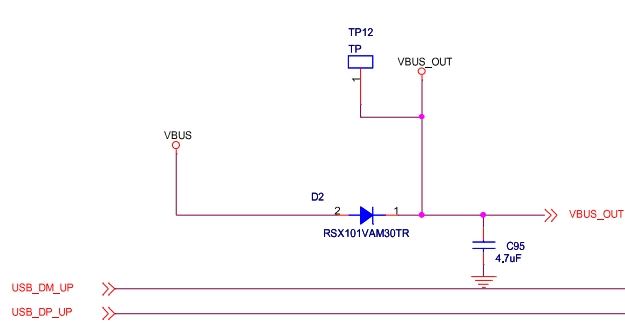 TP12
TP
1
VBUS_OUT
VBUS
D2
2
1
RSX101VAM30TR
VBUS_OUT
C95
4.7uF
USB_DM_UP
USB_DP_UP